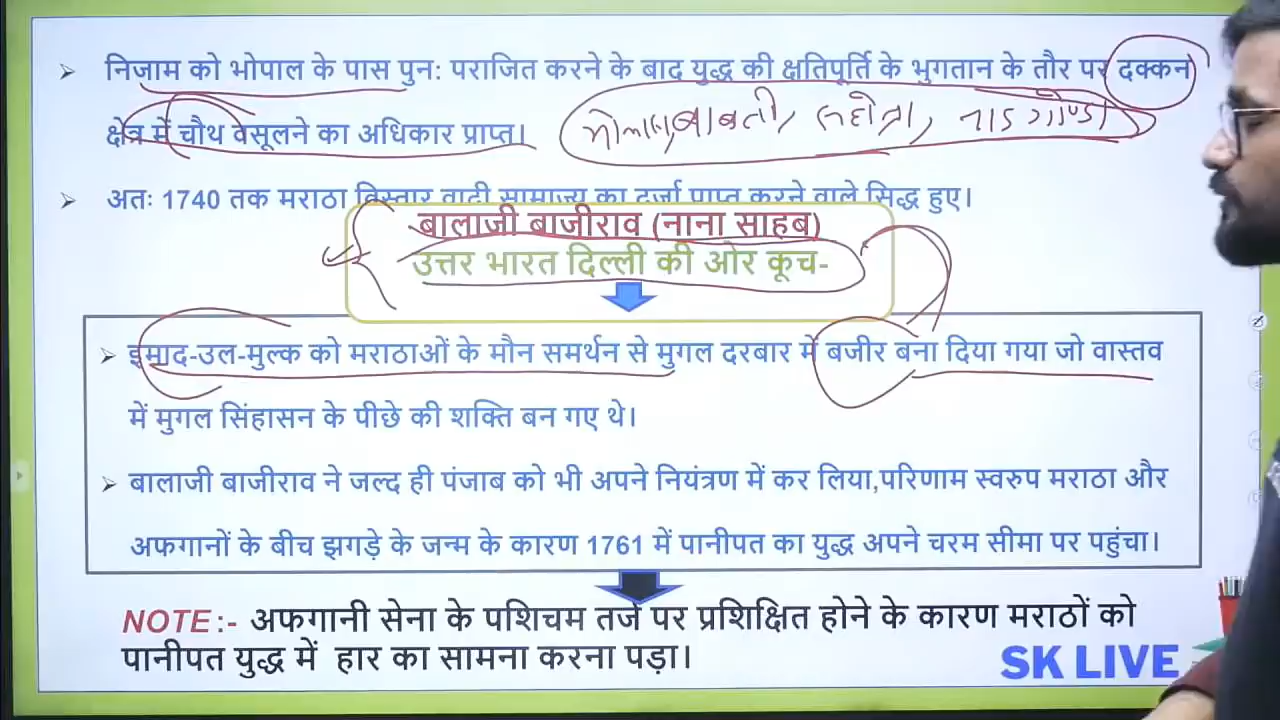 निजाम को भोपाल के पास पुनः पराजित करने के बाद युद्ध की क्षतिपूर्ति के भुगतान के तौर पर दक्कन
क्षेत्र में चौथ वसूलने का अधिकार प्राप्त।
अतः 1740 तक मराठा विस्तार वादी सामाज्य का दर्जा प्राप्त करने वाले सिद्ध हुए।
बालाजी बाजीराव (नाना साहब)
उत्तर भारत दिल्ली की ओर कूच-
इमाद-उल-मुल्क को मराठाओं के मौन समर्थन से मुगल दरबार में बजीर बना दिया गया जो वास्तव
में मुगल सिंहासन के पीछे की शक्ति बन गए थे।
बालाजी बाजीराव ने जल्द ही पंजाब को भी अपने नियंत्रण में कर लिया,परिणाम स्वरुप मराठा और
अफगानों के बीच झगड़े के जन्म के कारण 1761 में पानीपत का युद्ध अपने चरम सीमा पर पहुंचा।
NOTE:- अफगानी सेना के पशिचम तर्ज पर प्रशिक्षित होने के कारण मराठों को
पानीपत युद्ध में हार का सामना करना पड़ा।
SK LIVE